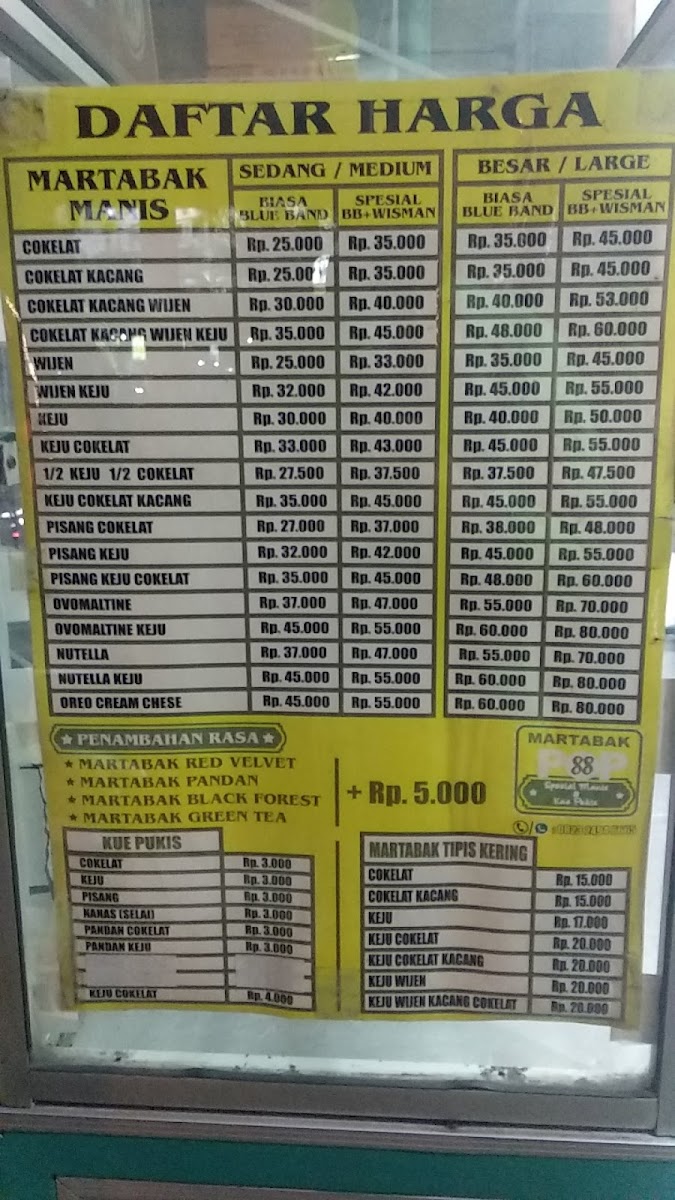 DAFTAR HARGA
MARTABAK MANIS
SEDANG / MEDIUM
BESAR / LARGE
BIASA BLUE BAND
SPESIAL BB+WISMAN
BIASA BLUE BAND
SPESIAL BB+WISMAN
COKELAT Rp. 25.000 Rp. 35.000 Rp. 35.000 Rp. 45.000
COKELAT KACANG Rp. 25.000 Rp. 35.000 Rp. 35.000 Rp. 45.000
COKELAT KACANG WIJEN Rp. 30.000 Rp. 40.000 Rp. 40.000 Rp. 53.000
COKELAT KACANG WIJEN KEJU Rp. 35.000 Rp. 45.000 Rp. 48.000 Rp. 60.000
WIJEN Rp. 25.000 Rp. 33.000 Rp. 35.000 Rp. 45.000
WIJEN KEJU Rp. 32.000 Rp. 42.000 Rp. 45.000 Rp. 55.000
KEJU Rp. 30.000 Rp. 40.000 Rp. 40.000 Rp. 50.000
KEJU COKELAT Rp. 33.000 Rp. 43.000 Rp. 45.000 Rp. 55.000
1/2 KEJU 1/2 COKELAT Rp. 27.500 Rp. 37.500 Rp. 37.500 Rp. 47.500
KEJU COKELAT KACANG Rp. 35.000 Rp. 45.000 Rp. 45.000 Rp. 55.000
PISANG COKELAT Rp. 27.000 Rp. 37.000 Rp. 38.000 Rp. 48.000
PISANG KEJU Rp. 32.000 Rp. 42.000 Rp. 45.000 Rp. 55.000
PISANG KEJU COKELAT Rp. 35.000 Rp. 45.000 Rp. 48.000 Rp. 60.000
OVOMALTINE Rp. 37.000 Rp. 47.000 Rp. 55.000 Rp. 70.000
OVOMALTINE KEJU Rp. 45.000 Rp. 55.000 Rp. 60.000 Rp. 80.000
NUTELLA Rp. 37.000 Rp. 47.000 Rp. 55.000 Rp. 70.000
NUTELLA KEJU Rp. 45.000 Rp. 55.000 Rp. 60.000 Rp. 80.000
OREO CREAM CHESE Rp. 45.000 Rp. 55.000 Rp. 60.000 Rp. 80.000
★ PENAMBAHAN RASA ★
★ MARTABAK RED VELVET
★ MARTABAK PANDAN
★ MARTABAK BLACK FOREST
★ MARTABAK GREEN TEA
+ Rp. 5.000
MARTABAK
88
KUE PUKIS
COKELAT Rp. 3.000
KEJU Rp. 3.000
PISANG Rp. 3.000
NANAS (SELAI) Rp. 3.000
PANDAN COKELAT Rp. 3.000
PANDAN KEJU Rp. 3.000
KEJU COKELAT Rp. 4.000
MARTABAK TIPIS KERING
COKELAT Rp. 15.000
COKELAT KACANG Rp. 15.000
KEJU Rp. 17.000
KEJU COKELAT Rp. 20.000
KEJU COKELAT KACANG Rp. 20.000
KEJU WIJEN Rp. 20.000
KEJU WIJEN KACANG COKELAT Rp. 20.000